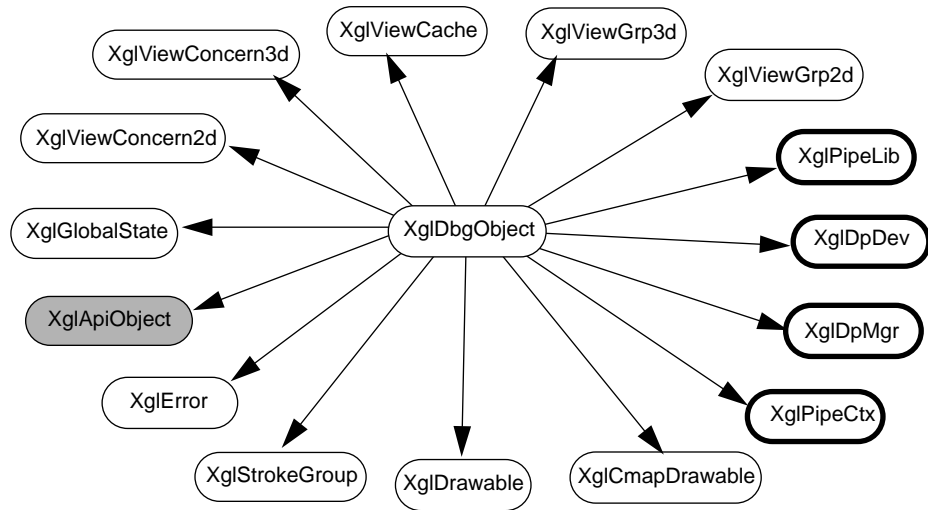 XglViewCache
XglViewGrp3d
XglViewConcern3d
XglViewGrp2d
XglViewConcern2d
XglPipeLib
XglDbgObject
XglGlobalState
XglDpDev
XglApiObject
XglDpMgr
XglError
XglPipeCtx
XglStrokeGroup
XglDrawable
XglCmapDrawable